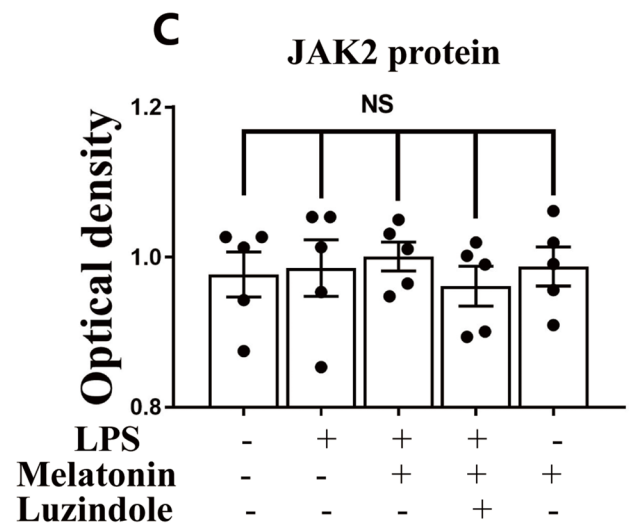 C
JAK2 protein
Optical density
1.2
NS
1.0
0.8
LPS - + + + -
Melatonin - - + + +
Luzindole - - - + -